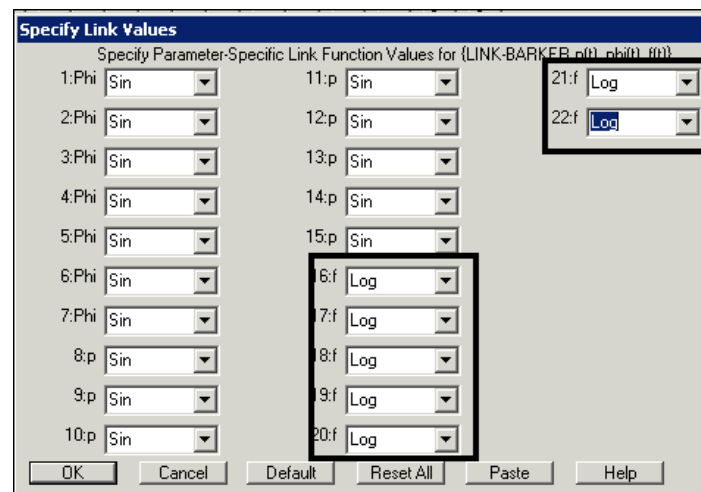 Specify Link Values
Specify Parameter-Specific Link Function Values for {LINK-BARKER p(t), phi(t), f(t)}
1:Phi Sin 11:p Sin 21:f Log
2:Phi Sin 12:p Sin 22:f Log
3:Phi Sin 13:p Sin
4:Phi Sin 14:p Sin
5:Phi Sin 15:p Sin
6:Phi Sin 16:f Log
7:Phi Sin 17:f Log
8:p Sin 18:f Log
9:p Sin 19:f Log
10:p Sin 20:f Log
OK Cancel Default Reset All Paste Help